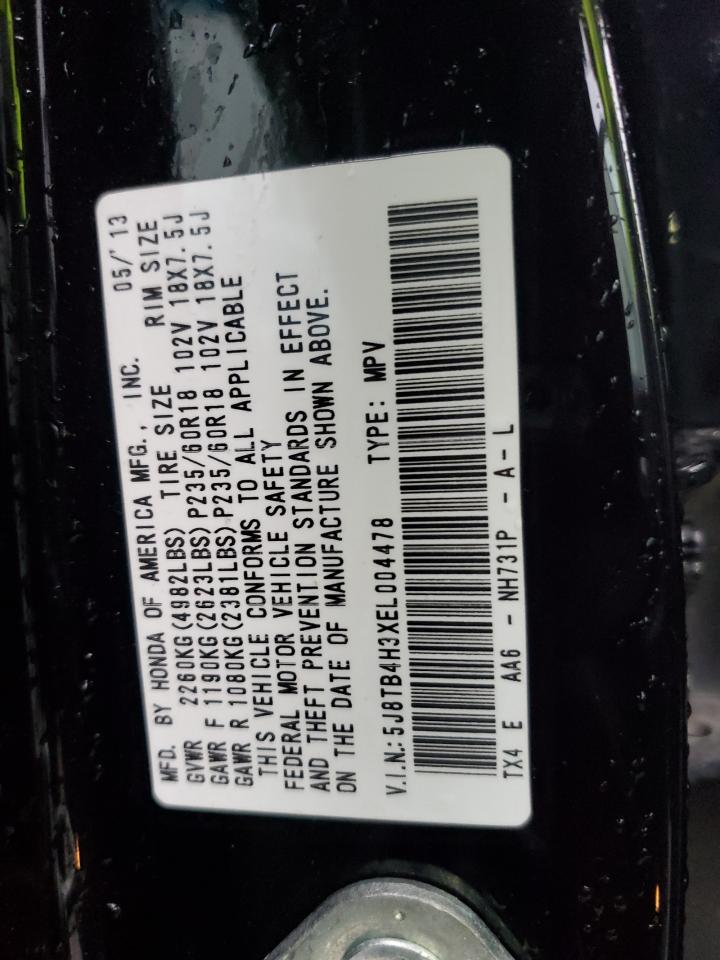 MFD. BY HONDA OF AMERICA MFG., INC. 05/'13
GVWR 2260KG(4982LBS) TIRE SIZE RIM SIZE
GAWR F 1190KG(2623LBS)P235/60R18 102V 18X7.5J
GAWR R 1080KG(2381LBS)P235/60R18 102V 18X7.5J
THIS VEHICLE CONFORMS TO ALL APPLICABLE
FEDERAL MOTOR VEHICLE SAFETY
AND THEFT PREVENTION STANDARDS IN EFFECT
ON THE DATE OF MANUFACTURE SHOWN ABOVE.
V.I.N.:5J8TB4H3XEL004478 TYPE: MPV
TX4 E AA6 - NH731P - A - L